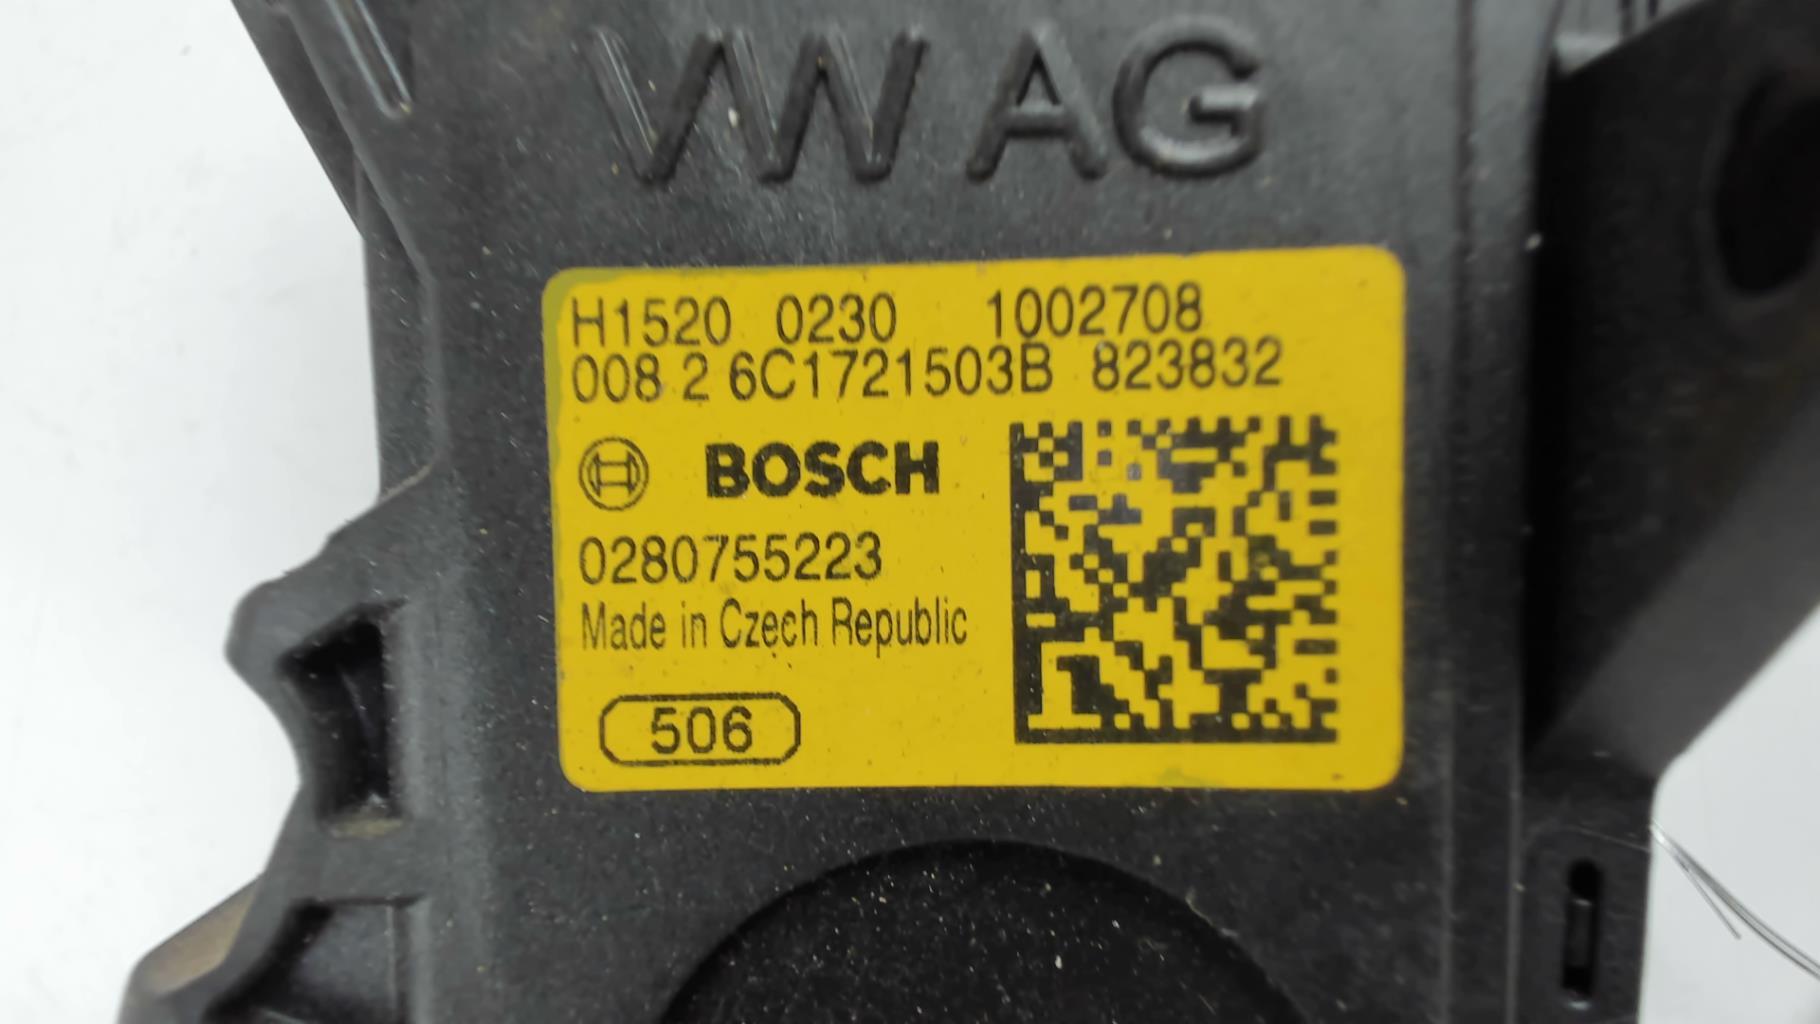 VW AG
H1520 0230 1002708
008 2 6C1721503B 823832
BOSCH
0280755223
Made in Czech Republic
506